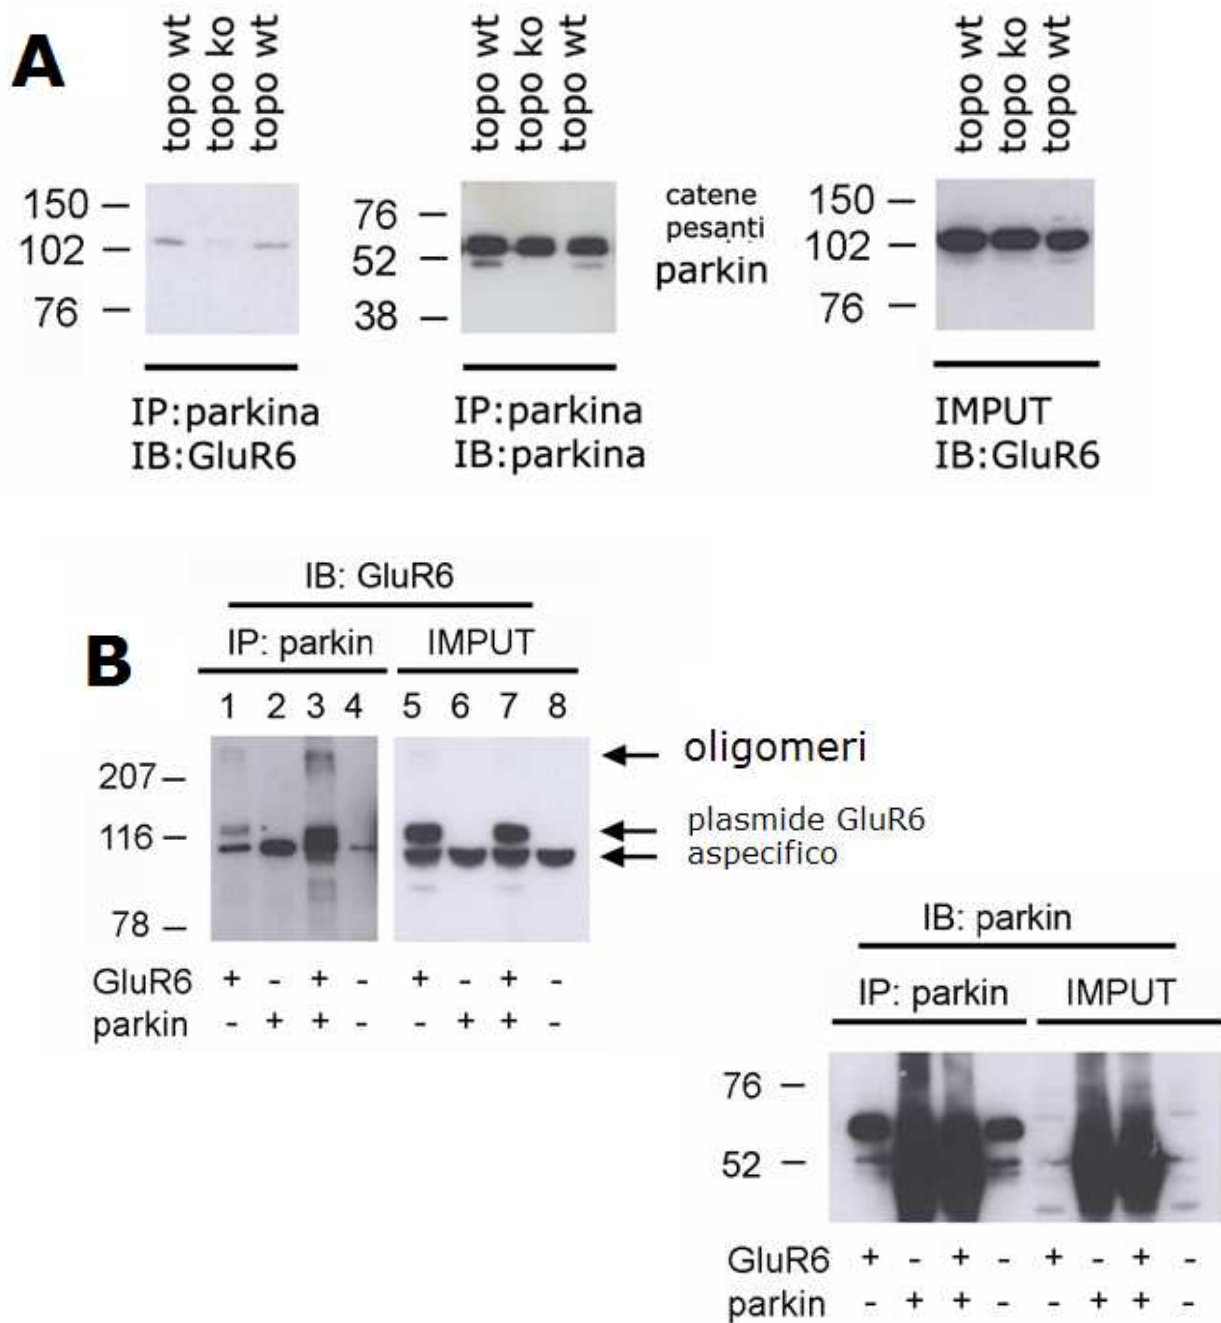 A
topo wt topo ko topo wt
topo wt topo ko topo wt
topo wt topo ko topo wt
150 –
102 –
76 –
76 –
52 –
38 –
catene
pesanti
parkin
150 –
102 –
76 –
IP:parkina
IB:GluR6
IP:parkina
IB:parkina
IMPUT
IB:GluR6
B
IB: GluR6
IP: parkin IMPUT
1 2 3 4 5 6 7 8
207 –
116 –
78 –
oligomeri
plasmide GluR6
aspecifico
GluR6 + - + - + - + -
parkin - + + - - + + -
IB: parkin
IP: parkin IMPUT
76 –
52 –
GluR6 + - + - + - + -
parkin - + + - - + + -